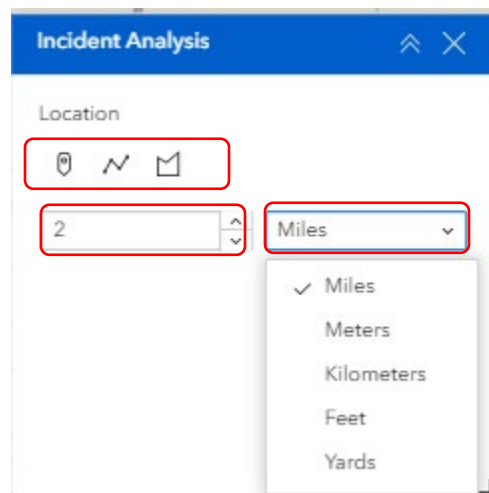 Incident Analysis
Location
2 Miles
Miles
Meters
Kilometers
Feet
Yards